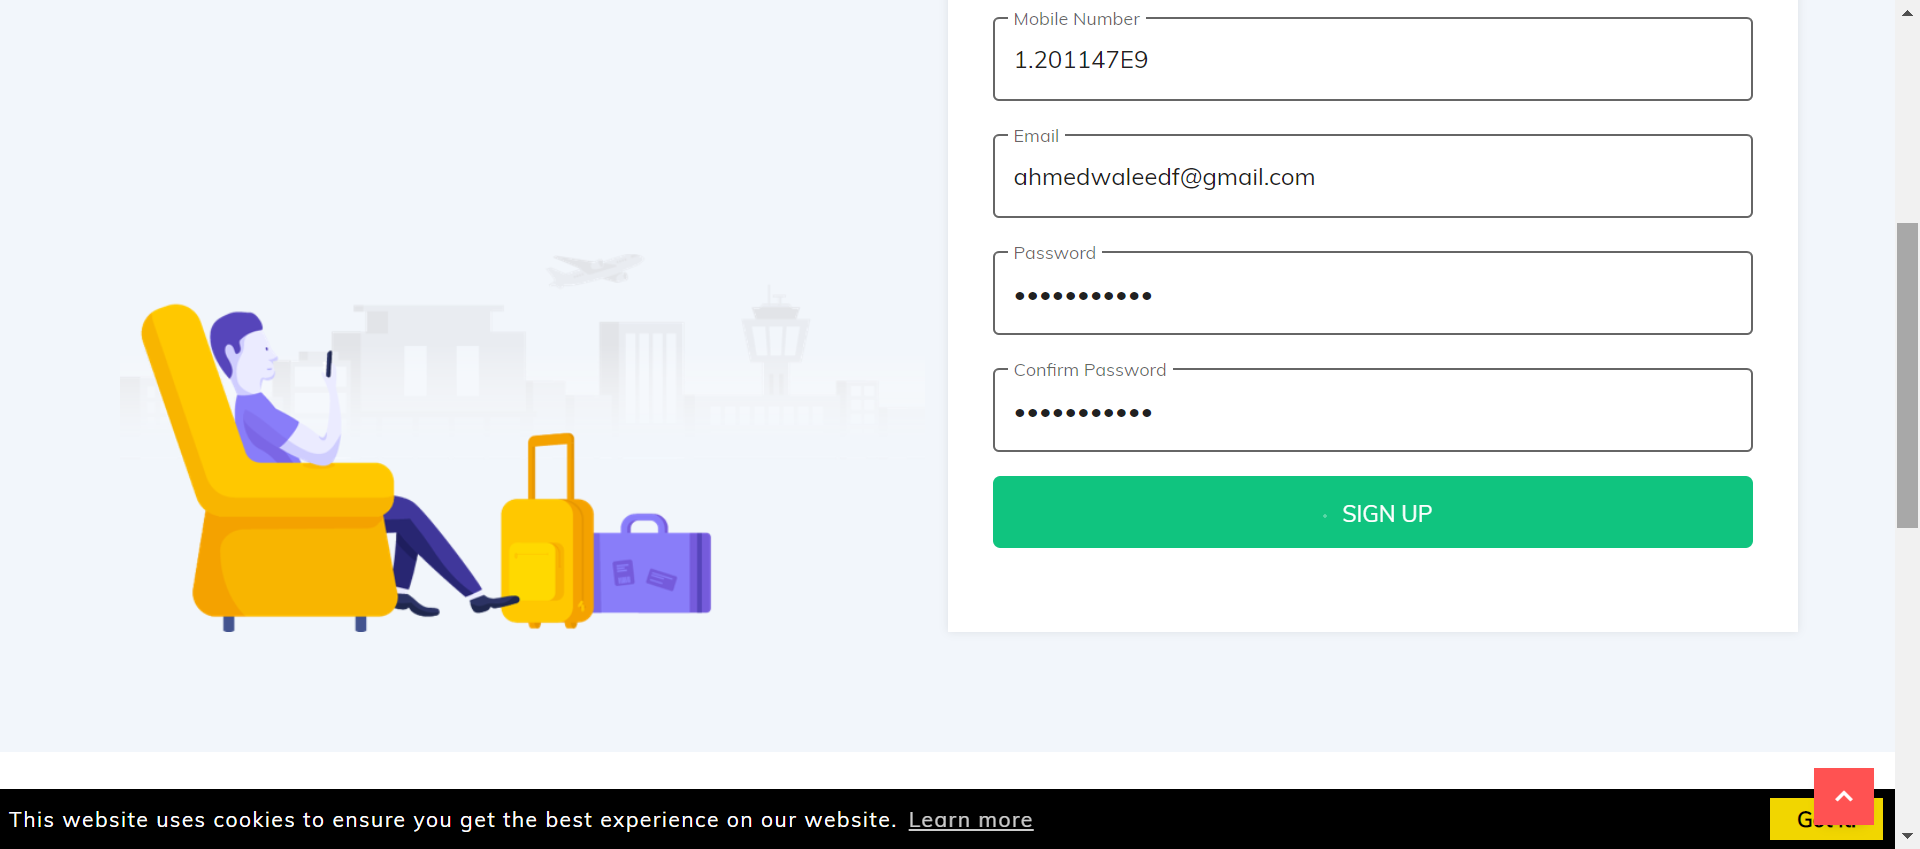 Mobile Number
1.201147E9
Email
ahmedwaleedf@gmail.com
Password
•••••••••••
Confirm Password
•••••••••••
SIGN UP
This website uses cookies to ensure you get the best experience on our website. Learn more